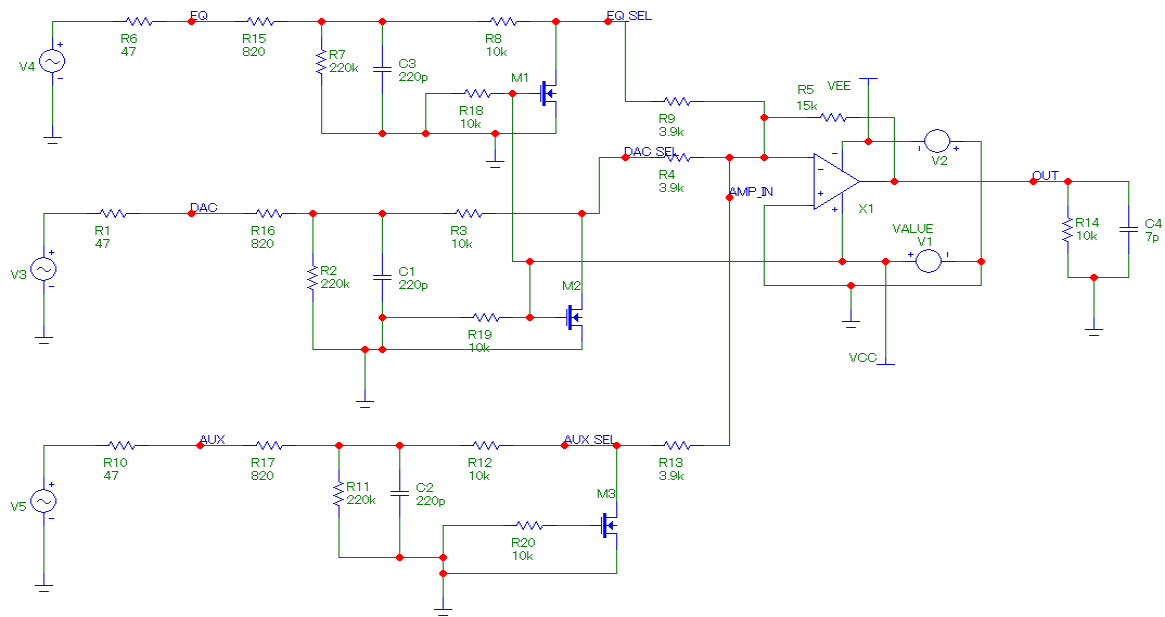 EQ
EQ SEL
R6
47
R15
820
R8
10k
V4
R7
220k
C3
220p
M1
R18
10k
R9
3.9k
R5
15k
VEE
V2
DAC SEL
R4
3.9k
AMP_IN
X1
OUT
R14
10k
C4
7p
VALUE
V1
VCC
DAC
R1
47
R16
820
R3
10k
V3
R2
220k
C1
220p
M2
R19
10k
AUX
AUX SEL
R10
47
R17
820
R12
10k
R13
3.9k
V5
R11
220k
C2
220p
M3
R20
10k